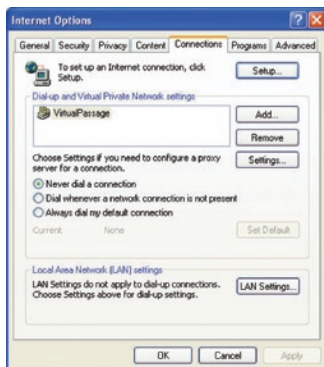 Internet Options
General Security Privacy Content Connections Programs Advanced
To set up an Internet connection, click
Setup.
Setup...
Dial-up and Virtual Private Network settings
VirtualPassage
Add...
Remove
Choose Settings if you need to configure a proxy
server for a connection.
Settings...
Never dial a connection
Dial whenever a network connection is not present
Always dial my default connection
Current None
Set Default
Local Area Network (LAN) settings
LAN Settings do not apply to dial-up connections.
Choose Settings above for dial-up settings.
LAN Settings...
OK Cancel Apply